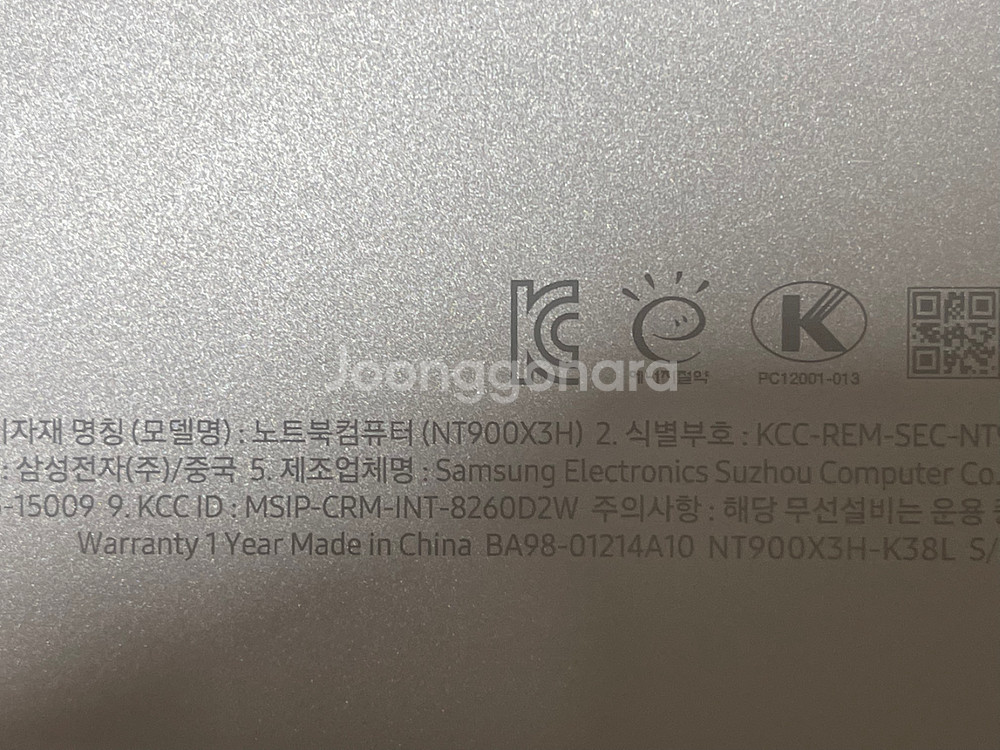 에너지절약
PC12001-013
Jeonggonara
자재 명칭 (모델명) : 노트북컴퓨터 (NT900X3H) 2. 식별부호 : KCC-REM-SEC-NT
: 삼성전자(주)/중국 5. 제조업체명 : Samsung Electronics Suzhou Computer Co.
-15009 9. KCC ID : MSIP-CRM-INT-8260D2W 주의사항 : 해당 무선설비는 운용
Warranty 1 Year Made in China BA98-01214A10 NT900X3H-K38L S/